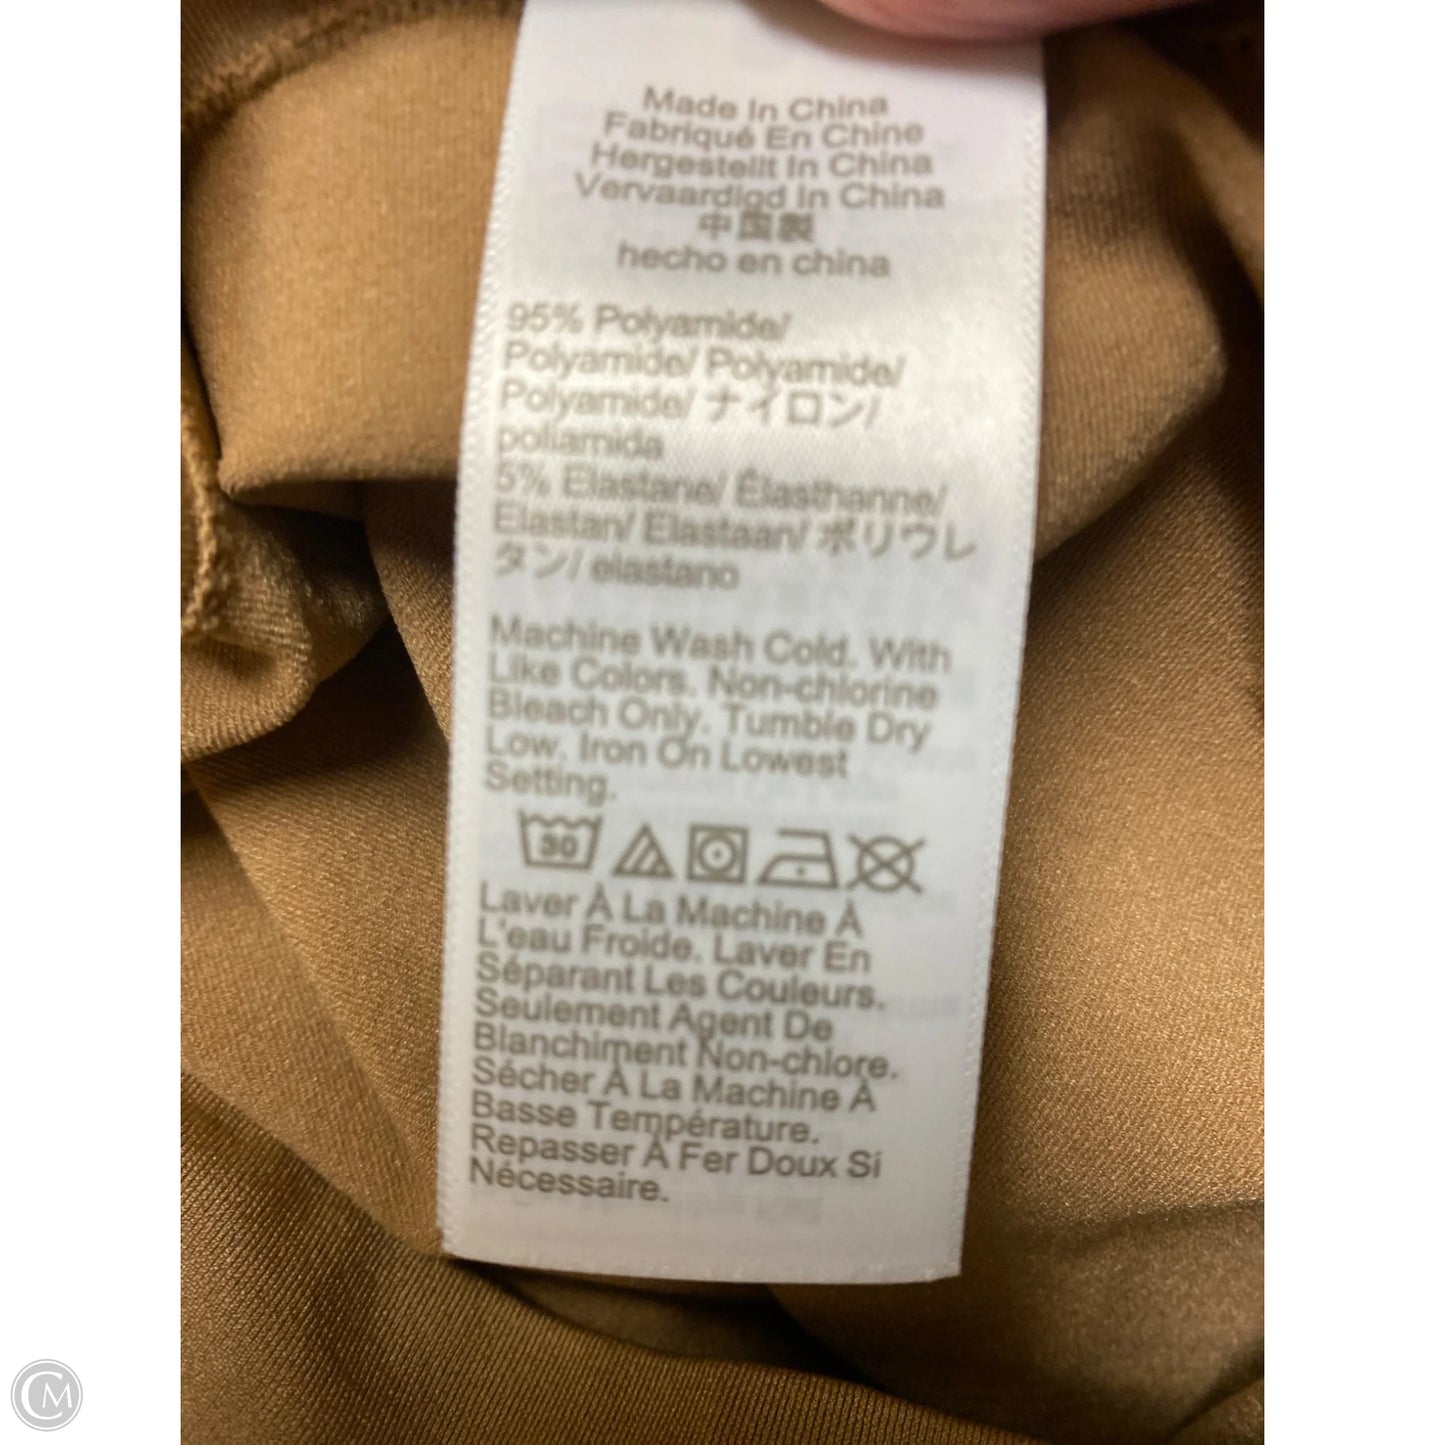 Made In China
Fabriqué En Chine
Hergestellt In China
Vervaardigd In China
中国製
hecho en china
95% Polyamide/
Polyamide/ Polyamide/
Polyamide/ ナイロン/
poliamida
5% Elastane/ Élasthanne/
Elastan/ Elastaan/ ポリウレ
タン/ elastano
Machine Wash Cold. With
Like Colors. Non-chlorine
Bleach Only. Tumble Dry
Low. Iron On Lowest
Setting.
30
Laver À La Machine À
L'eau Froide. Laver En
Séparant Les Couleurs.
Seulement Agent De
Blanchiment Non-chlore.
Sécher À La Machine À
Basse Température.
Repasser À Fer Doux Si
Nécessaire.
CM